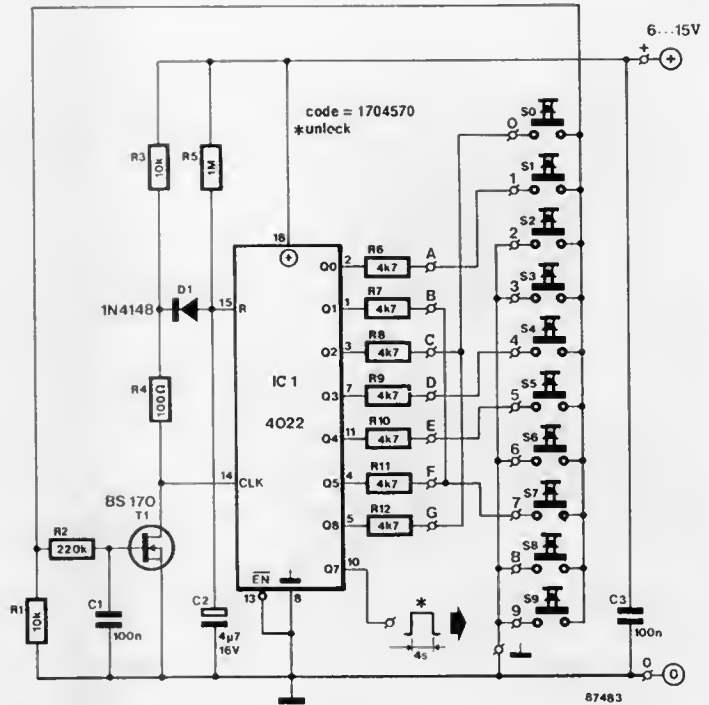 6...15V
+
code = 1704570
*unlock
R3
10k
R5
1M
S0
0
S1
1
S2
2
S3
3
S4
4
S5
5
S6
6
S7
7
S8
8
S9
9
18
Q0
2
R6
4k7
A
D1
1N4148
15
R
Q1
1
R7
4k7
B
Q2
3
R8
4k7
C
IC 1
4022
Q3
7
R9
4k7
D
R4
100Ω
Q4
11
R10
4k7
E
14
CLK
Q5
4
R11
4k7
F
BS 170
T1
Q8
5
R12
4k7
G
R2
220k
Q7
10
R1
10k
C1
100n
C2
4µ7
16V
EN
13
8
*
4s
C3
100n
0
87483